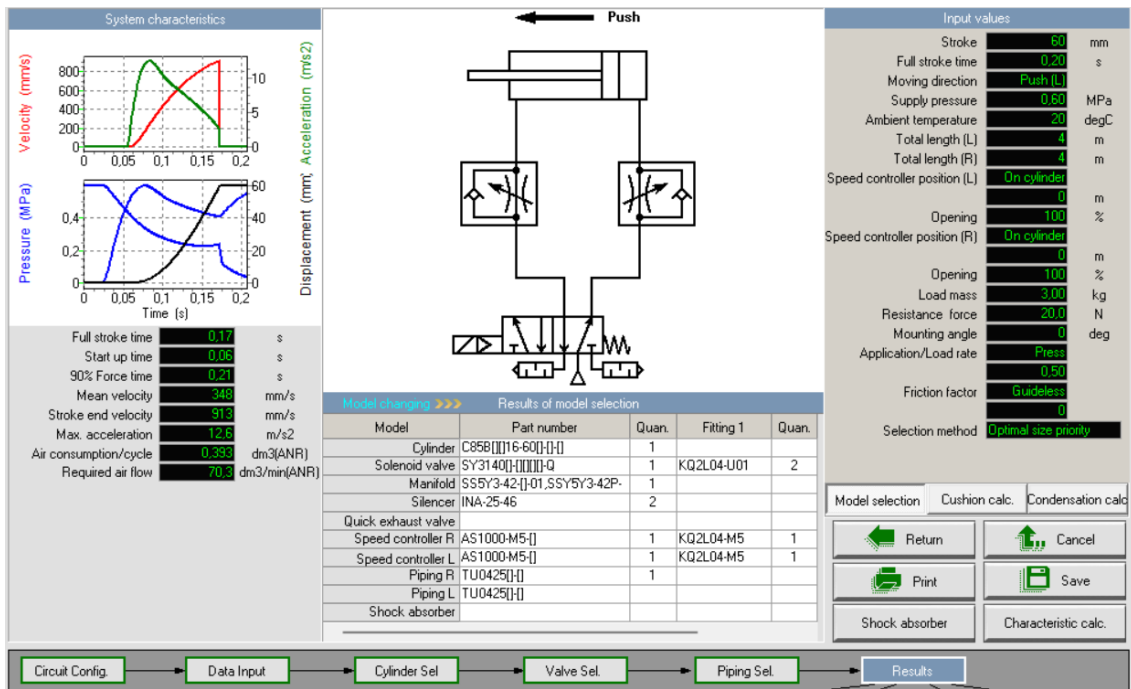 System characteristics
Velocity (mm/s)
800
600
400
200
0
Acceleration (m/s2)
10
5
0
0 0,05 0,1 0,15 0,2
Pressure (MPa)
0,4
0,2
0
Displacement (mm;
60
40
20
0
0 0,05 0,1 0,15 0,2
Time (s)
Full stroke time 0,17 s
Start up time 0,06 s
90% Force time 0,21 s
Mean velocity 348 mm/s
Stroke end velocity 913 mm/s
Max. acceleration 12,6 m/s2
Air consumption/cycle 0,393 dm3(ANR)
Required air flow 70,3 dm3/min(ANR)
Push
Model changing >>> Results of model selection
Model Part number Quan. Fitting 1 Quan.
Cylinder C85B[][]16-60[]-[]-[] 1
Solenoid valve SY3140[]-[][][][]-Q 1 KQ2L04-U01 2
Manifold SS5Y3-42-[]-01,SSY5Y3-42P- 1
Silencer INA-25-46 2
Quick exhaust valve
Speed controller R AS1000-M5-[] 1 KQ2L04-M5 1
Speed controller L AS1000-M5-[] 1 KQ2L04-M5 1
Piping R TU0425[]-[] 1
Piping L TU0425[]-[]
Shock absorber
Input values
Stroke 60 mm
Full stroke time 0,20 s
Moving direction Push (L)
Supply pressure 0,60 MPa
Ambient temperature 20 degC
Total length (L) 4 m
Total length (R) 4 m
Speed controller position (L) On cylinder
0 m
Opening 100 %
Speed controller position (R) On cylinder
0 m
Opening 100 %
Load mass 3,00 kg
Resistance force 20,0 N
Mounting angle 0 deg
Application/Load rate Press
0,50
Friction factor Guideless
0
Selection method Optimal size priority
Model selection Cushion calc. Condensation calc
Return Cancel
Print Save
Shock absorber Characteristic calc.
Circuit Config. Data Input Cylinder Sel Valve Sel. Piping Sel. Results